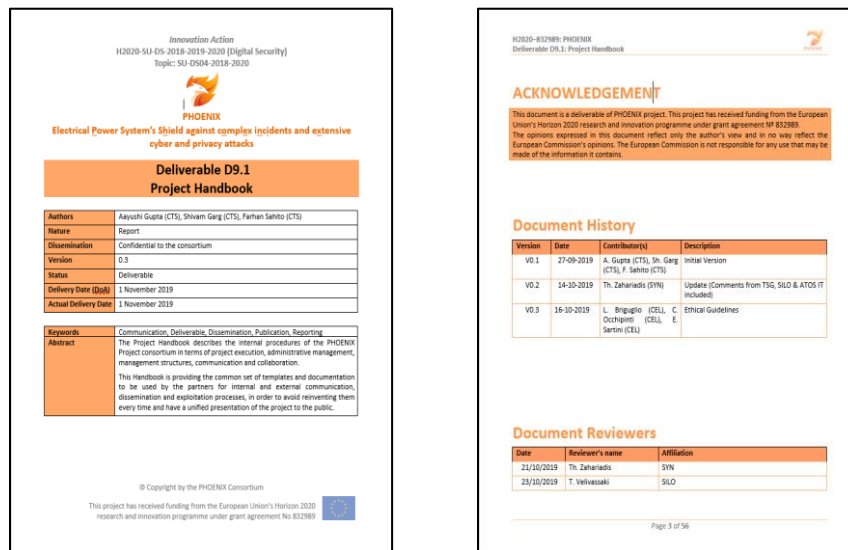 Innovation Action
H2020-SU-DS-2018-2019-2020 (Digital Security)
Topic: SU-DS04-2018-2020
PHOENIX
Electrical Power System's Shield against complex incidents and extensive
cyber and privacy attacks
Deliverable D9.1
Project Handbook
Authors Aayushi Gupta (CTS), Shivam Garg (CTS), Farhan Sahito (CTS)
Nature Report
Dissemination Confidential to the consortium
Version 0.3
Status Deliverable
Delivery Date (DoA) 1 November 2019
Actual Delivery Date 1 November 2019
Keywords Communication, Deliverable, Dissemination, Publication, Reporting
Abstract The Project Handbook describes the internal procedures of the PHOENIX
Project consortium in terms of project execution, administrative management,
management structures, communication and collaboration.
This Handbook is providing the common set of templates and documentation
to be used by the partners for internal and external communication,
dissemination and exploitation processes, in order to avoid reinventing them
every time and have a unified presentation of the project to the public.
© Copyright by the PHOENIX Consortium
This project has received funding from the European Union's Horizon 2020
research and innovation programme under grant agreement No 832989
H2020-832989: PHOENIX
Deliverable D9.1: Project Handbook
ACKNOWLEDGEMENT
This document is a deliverable of PHOENIX project. This project has received funding from the European
Union's Horizon 2020 research and innovation programme under grant agreement Nº 832989.
The opinions expressed in this document reflect only the author's view and in no way reflect the
European Commission's opinions. The European Commission is not responsible for any use that may be
made of the information it contains.
Document History
Version Date Contributor(s) Description
V0.1 27-09-2019 A. Gupta (CTS), Sh. Garg Initial Version
(CTS), F. Sahito (CTS)
V0.2 14-10-2019 Th. Zahariadis (SYN) Update (Comments from TSG, SILO & ATOS IT
included)
V0.3 16-10-2019 L. Briguglio (CEL), C. Ethical Guidelines
Occhipinti (CEL), E.
Sartini (CEL)
Document Reviewers
Date Reviewer's name Affiliation
21/10/2019 Th. Zahariadis SYN
23/10/2019 T. Velivassaki SILO
Page 3 of 56